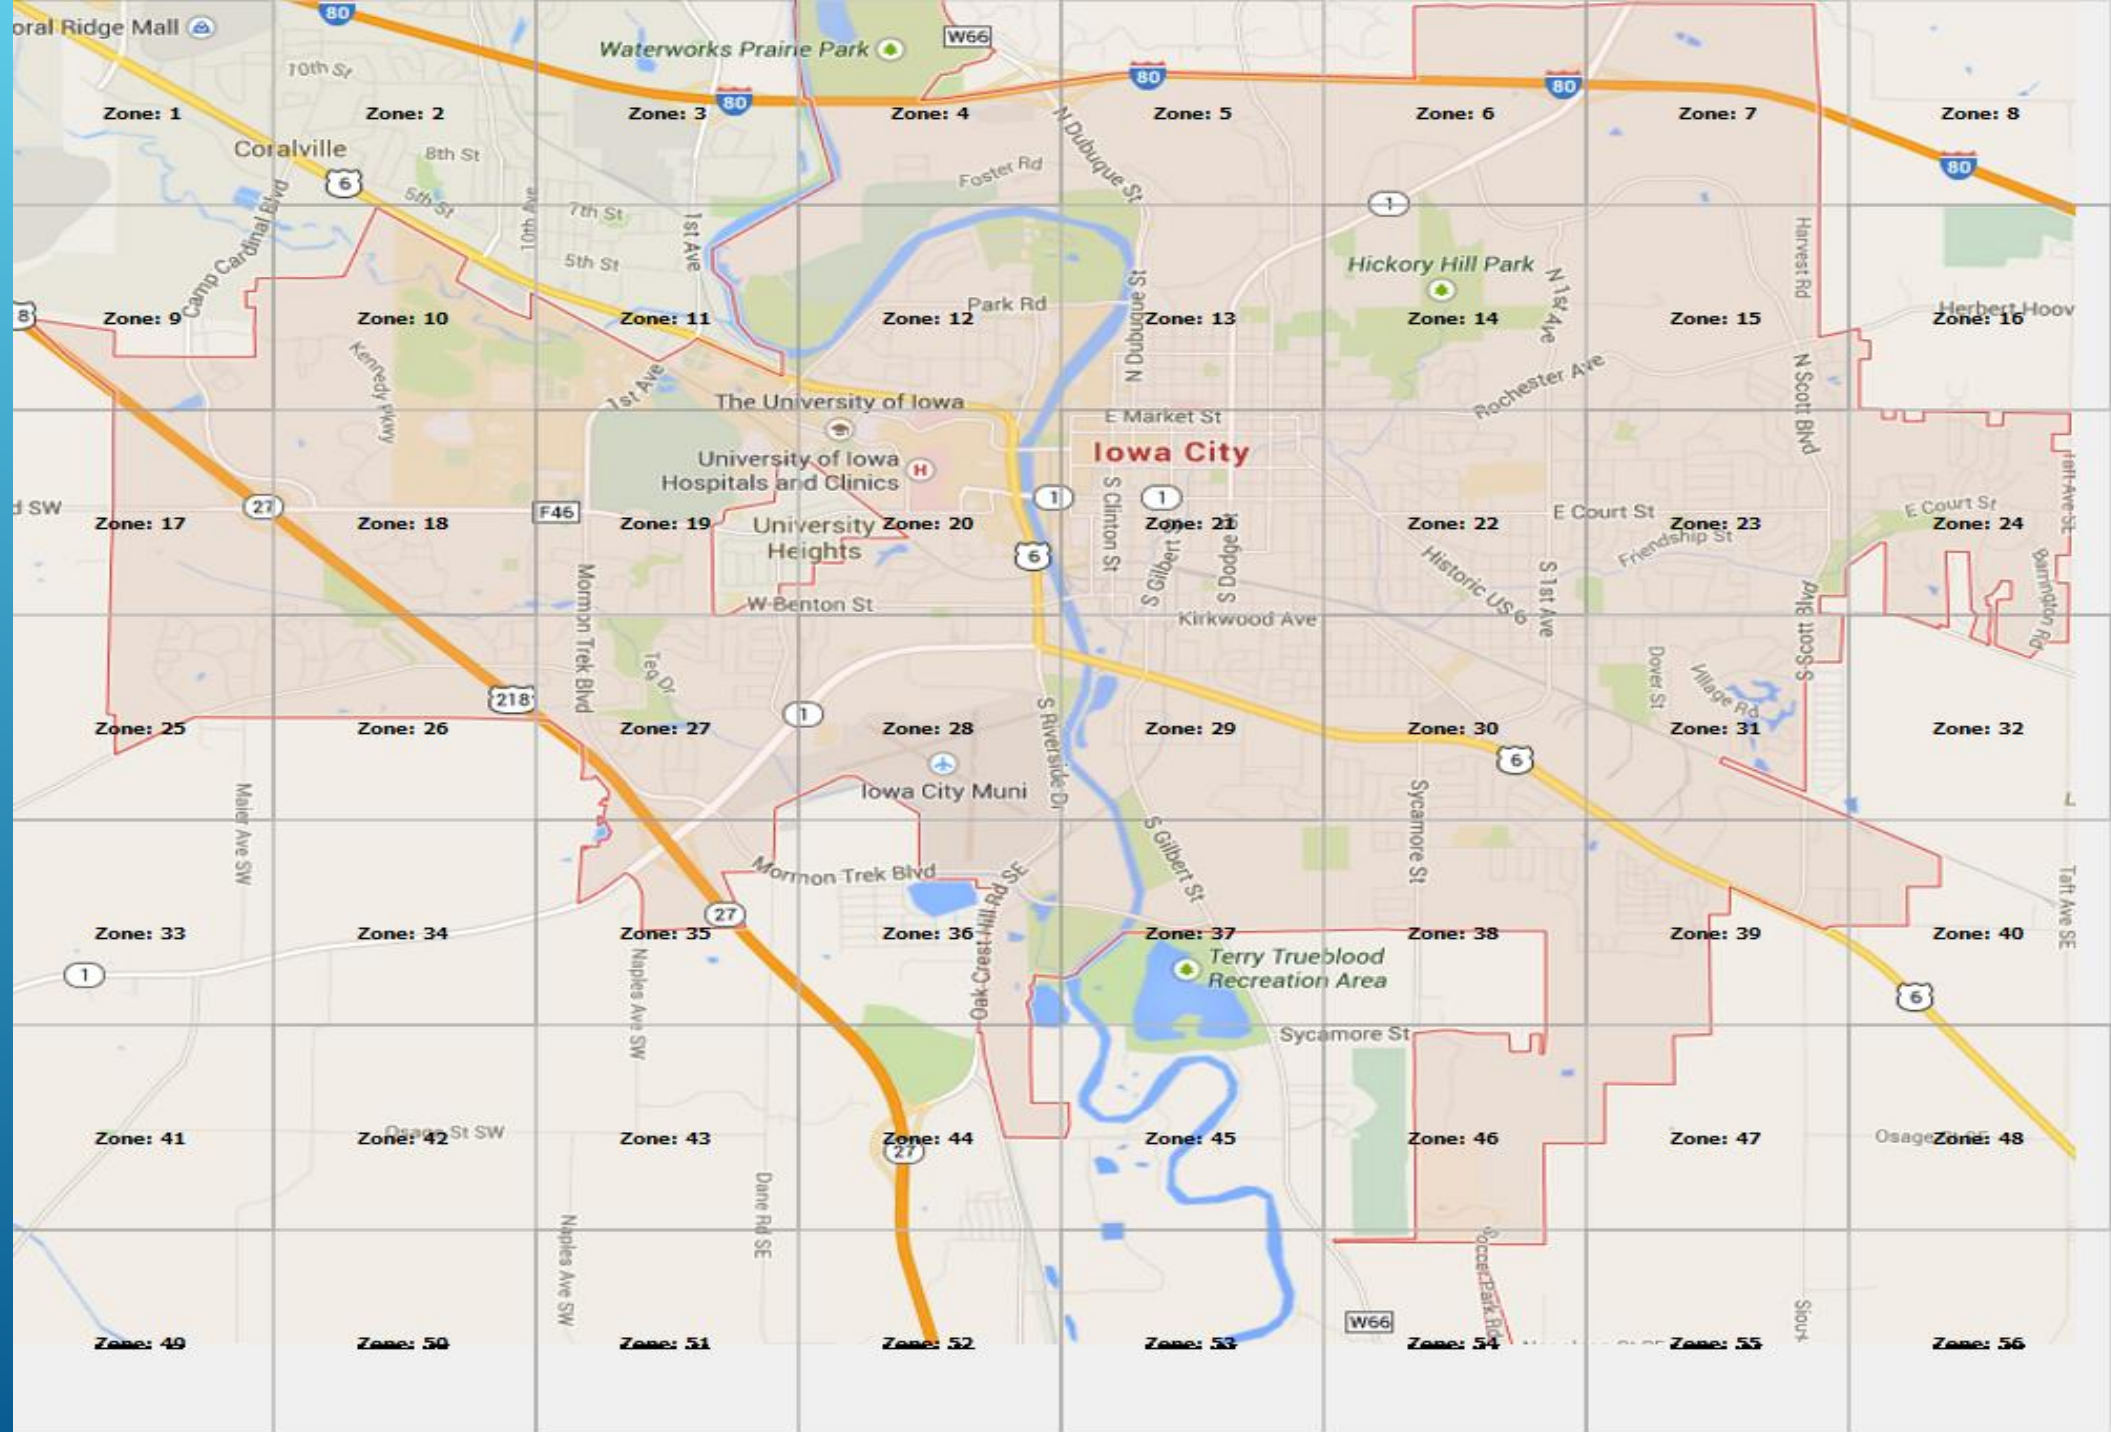 oral Ridge Mall
80
Waterworks Prairie Park
W66
10th St
80
80
80
Zone: 1
Zone: 2
Zone: 3
Zone: 4
Zone: 5
Zone: 6
Zone: 7
Zone: 8
N Dubuque St
Coralville
8th St
Foster Rd
80
6
5th St
10th Ave
7th St
1st Ave
1
Camp Cardinal Blvd
5th St
Hickory Hill Park
N 1st Ave
Harvest Rd
8
Park Rd
N Dubuque St
Herbert Hoov
Zone: 9
Zone: 10
Zone: 11
Zone: 12
Zone: 13
Zone: 14
Zone: 15
Zone: 16
Kennedy Pkwy
1st Ave
Rochester Ave
N Scott Blvd
The University of Iowa
E Market St
Iowa City
University of Iowa
Hospitals and Clinics
H
Taft Ave SE
1
1
d SW
27
F46
S Clinton St
E Court St
E Court St
Zone: 17
Zone: 18
Zone: 19
University
Heights
Zone: 20
Zone: 21
Zone: 22
Zone: 23
Zone: 24
6
S Gilbert St
S Dodge St
Historic US 6
Friendship St
Barrington Rd
Mormon Trek Blvd
W Benton St
Kirkwood Ave
S 1st Ave
S Scott Blvd
Teg Dr
Dover St
Village Rd
218
1
S Riverside Dr
Zone: 25
Zone: 26
Zone: 27
Zone: 28
Zone: 29
Zone: 30
Zone: 31
Zone: 32
6
Iowa City Muni
Maier Ave SW
Sycamore St
L
S Gilbert St
Mormon Trek Blvd
Oak Crest Hill Rd SE
Taft Ave SE
27
Zone: 33
Zone: 34
Zone: 35
Zone: 36
Zone: 37
Zone: 38
Zone: 39
Zone: 40
Terry Trueblood
Recreation Area
1
Naples Ave SW
6
Sycamore St
Osage St SW
Zone: 41
Zone: 42
Zone: 43
Zone: 44
Zone: 45
Zone: 46
Zone: 47
Zone: 48
27
Dane Rd SE
Naples Ave SW
Soccer Park Rd
W66
Sioux
Zone: 49
Zone: 50
Zone: 51
Zone: 52
Zone: 53
Zone: 54
Zone: 55
Zone: 56